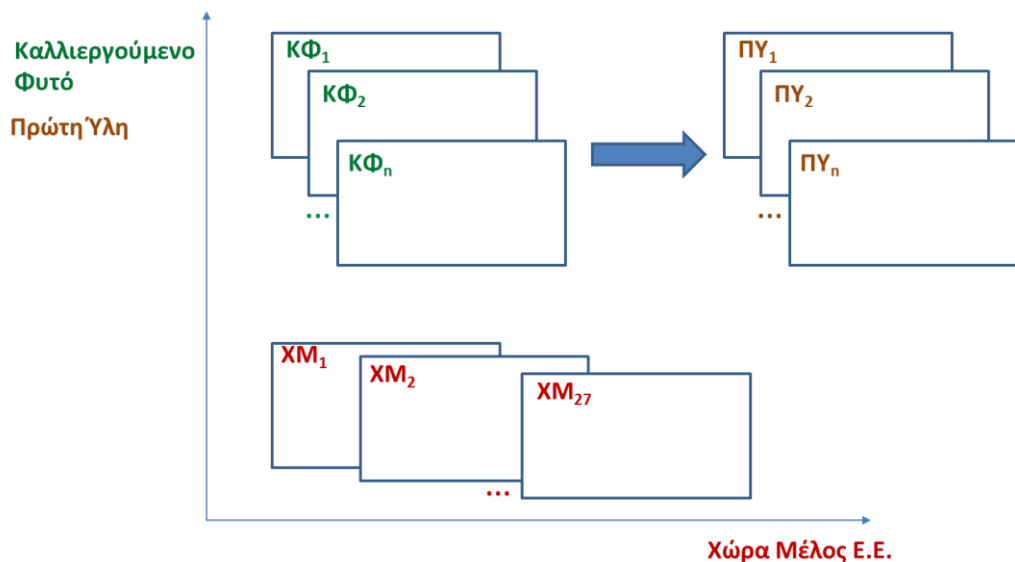 Καλλιεργούμενο
Φυτό
Πρώτη Ύλη
ΚΦ1
ΚΦ2
ΚΦn
...
ΠΥ1
ΠΥ2
ΠΥn
...
ΧΜ1
ΧΜ2
ΧΜ27
...
Χώρα Μέλος Ε.Ε.